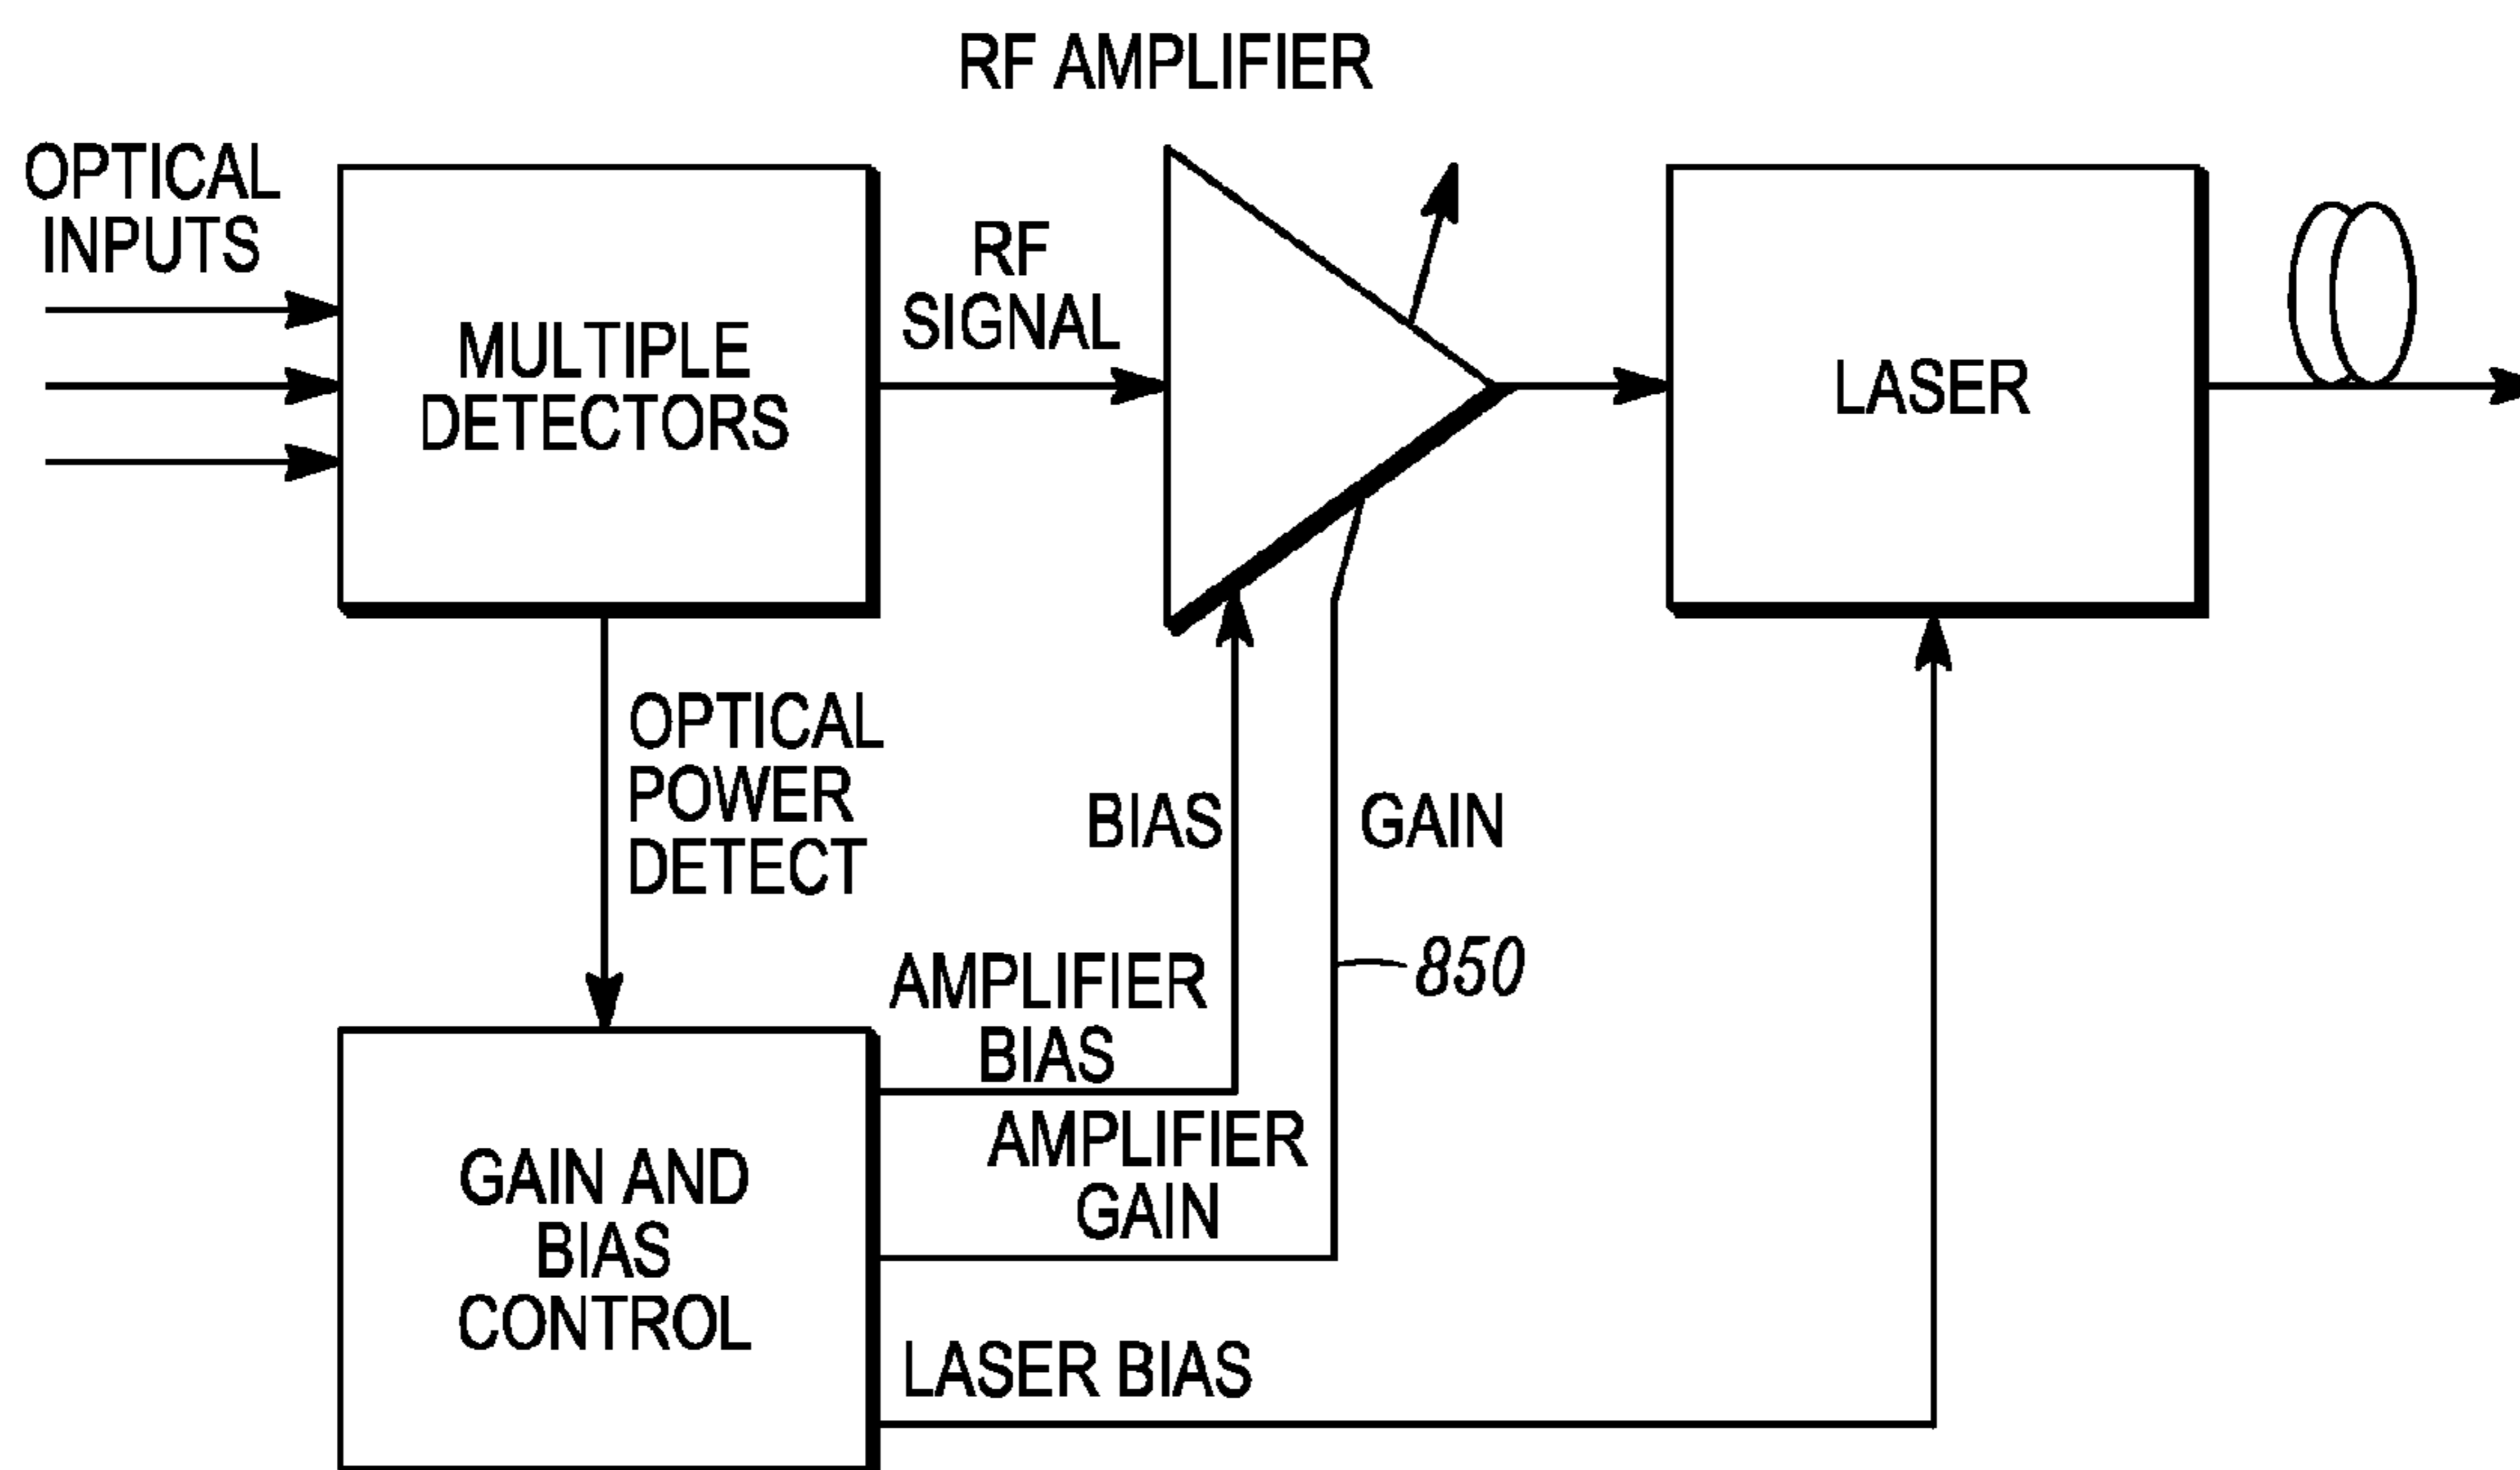 RF AMPLIFIER
OPTICAL
INPUTS
MULTIPLE
DETECTORS
RF
SIGNAL
LASER
OPTICAL
POWER
DETECT
BIAS
GAIN
850
AMPLIFIER
BIAS
AMPLIFIER
GAIN
GAIN AND
BIAS
CONTROL
LASER BIAS